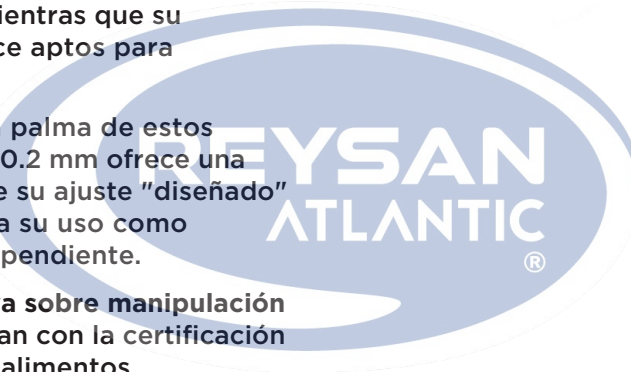 ientras que su
ce aptos para
palma de estos
0.2 mm ofrece una
e su ajuste "diseñado"
a su uso como
pendiente.
a sobre manipulación
an con la certificación
alimentos
REYSAN
ATLANTIC
®